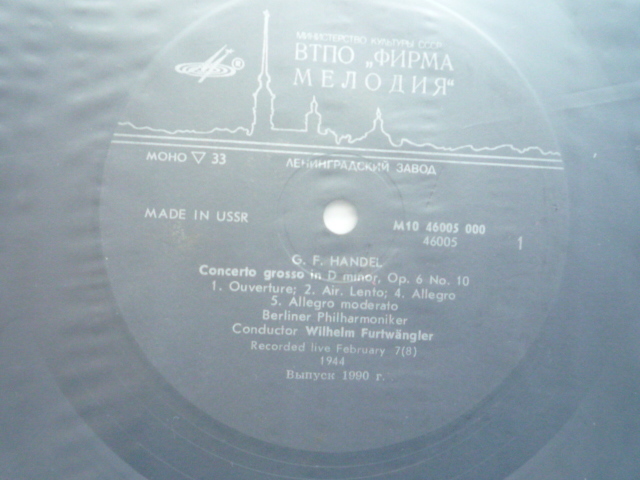 МИНИСТЕРСТВО КУЛЬТУРЫ СССР
ВТПО „ФИРМА
МЕЛОДИЯ“
МОНО ▽ 33
ЛЕНИНГРАДСКИЙ ЗАВОД
MADE IN USSR
М10 46005 000
46005
1
G. F. HANDEL
Concerto grosso in D minor, Op. 6 No. 10
1. Ouverture; 2. Air. Lento; 4. Allegro
5. Allegro moderato
Berliner Philharmoniker
Conductor Wilhelm Furtwängler
Recorded live February 7(8)
1944
Выпуск 1990 г.